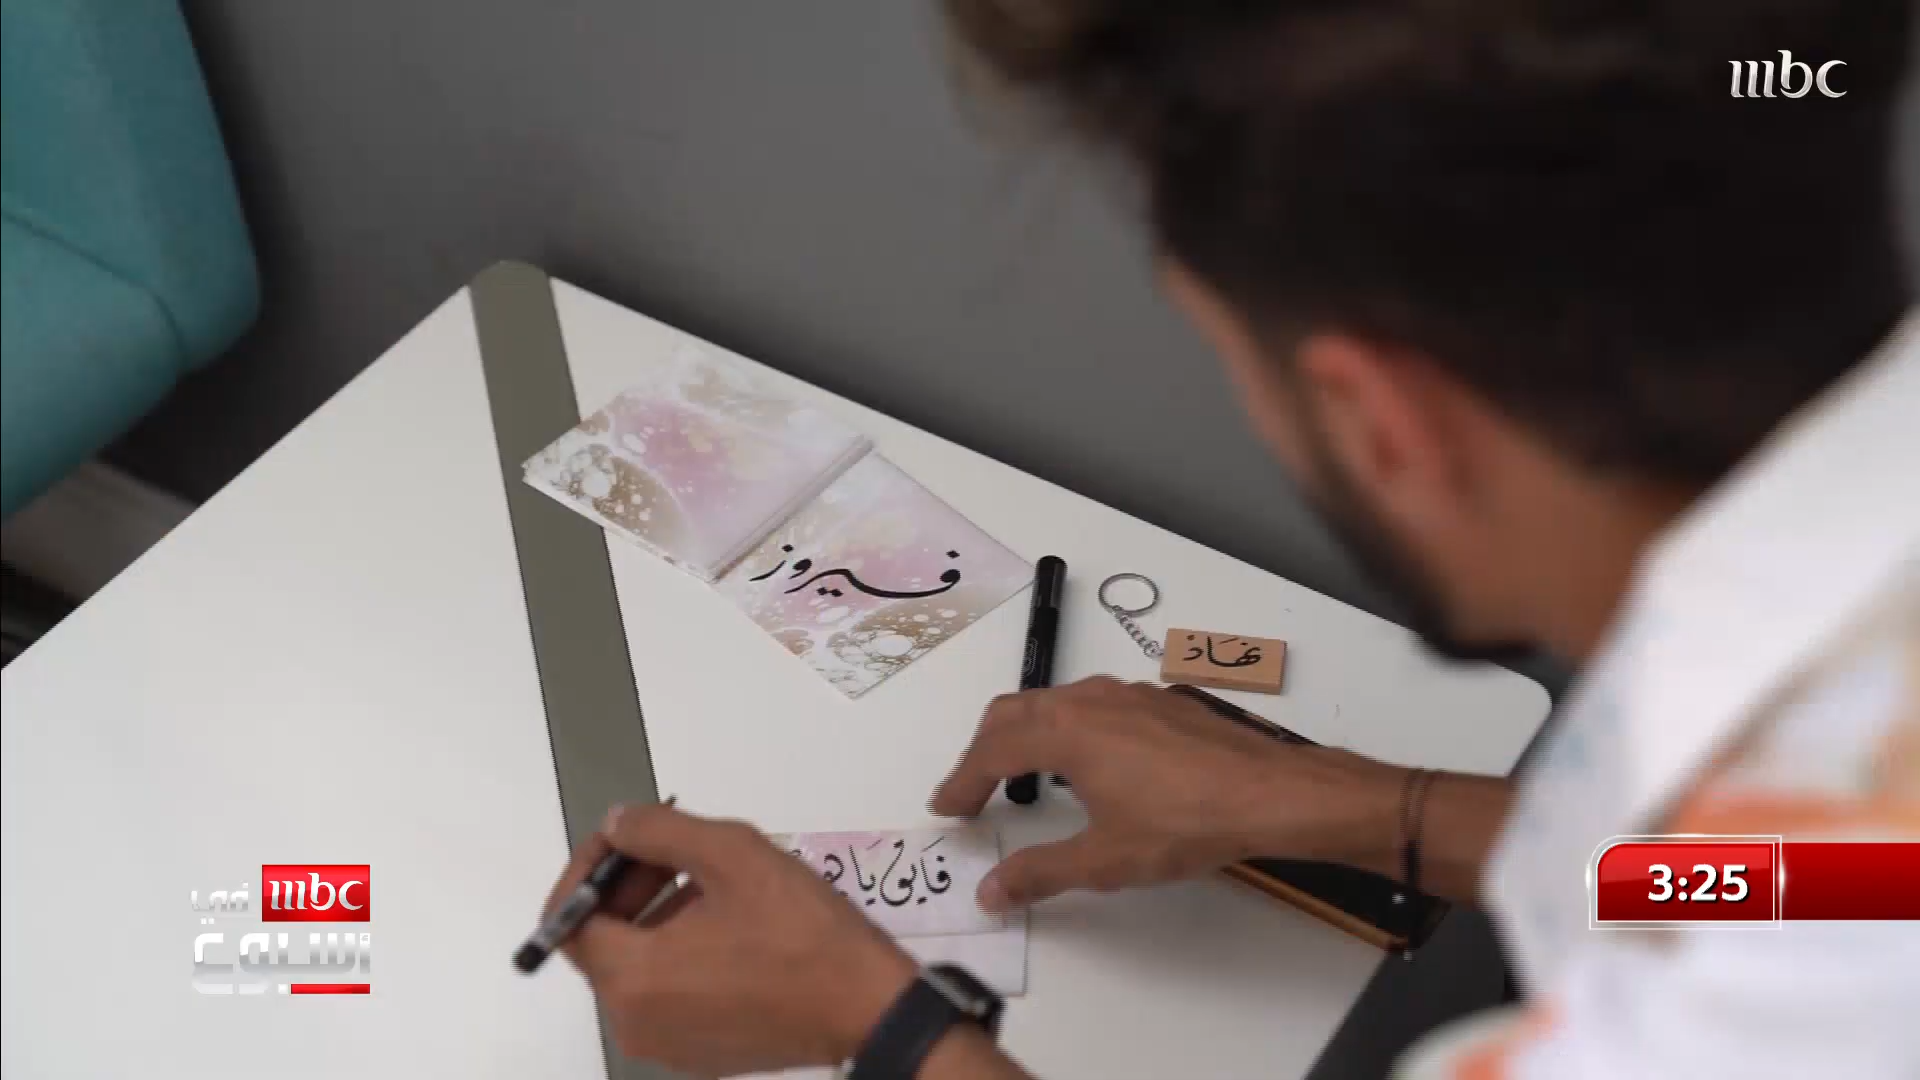 mbc
فيروز
نهاد
فايق يا
3:25
mbc في
أسبوع